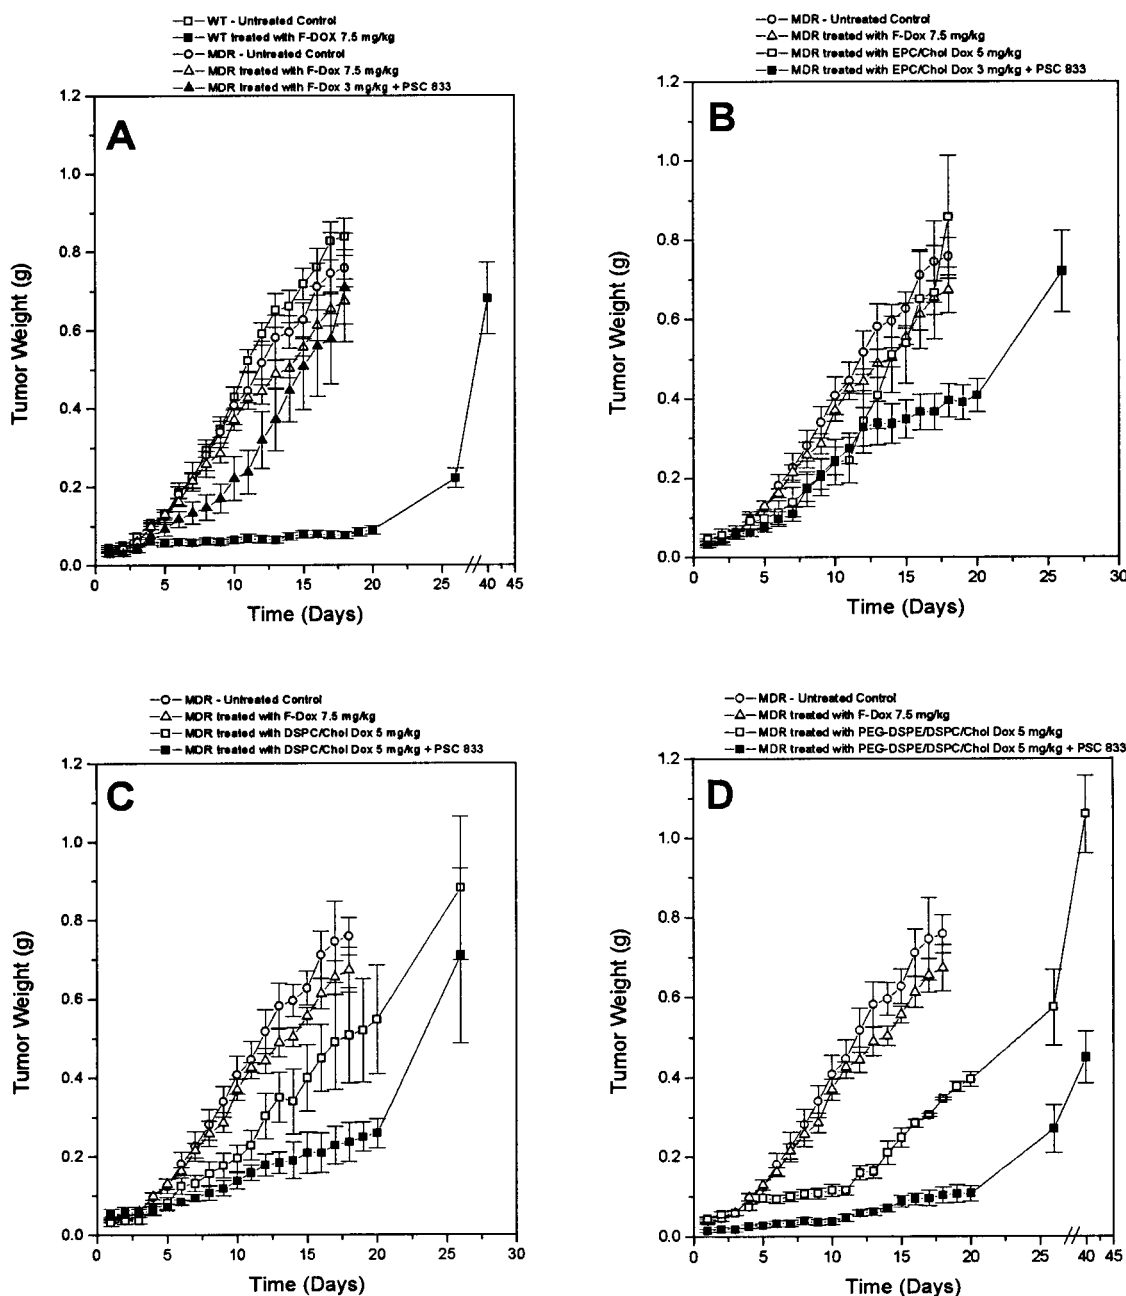 WT - Untreated Control
WT treated with F-DOX 7.5 mg/kg
MDR - Untreated Control
MDR treated with F-Dox 7.5 mg/kg
MDR treated with F-Dox 3 mg/kg + PSC 833
A
1.2
1.0
0.8
0.6
0.4
0.2
0.0
Tumor Weight (g)
0 5 10 15 20 25 40 45
Time (Days)
MDR - Untreated Control
MDR treated with F-Dox 7.5 mg/kg
MDR treated with EPC/Chol Dox 5 mg/kg
MDR treated with EPC/Chol Dox 3 mg/kg + PSC 833
B
1.2
1.0
0.8
0.6
0.4
0.2
0.0
Tumor Weight (g)
0 5 10 15 20 25 30
Time (Days)
MDR - Untreated Control
MDR treated with F-Dox 7.5 mg/kg
MDR treated with DSPC/Chol Dox 5 mg/kg
MDR treated with DSPC/Chol Dox 5 mg/kg + PSC 833
C
1.2
1.0
0.8
0.6
0.4
0.2
0.0
Tumor Weight (g)
0 5 10 15 20 25 30
Time (Days)
MDR - Untreated Control
MDR treated with F-Dox 7.5 mg/kg
MDR treated with PEG-DSPE/DSPC/Chol Dox 5 mg/kg
MDR treated with PEG-DSPE/DSPC/Chol Dox 5 mg/kg + PSC 833
D
1.2
1.0
0.8
0.6
0.4
0.2
0.0
Tumor Weight (g)
0 5 10 15 20 25 40 45
Time (Days)